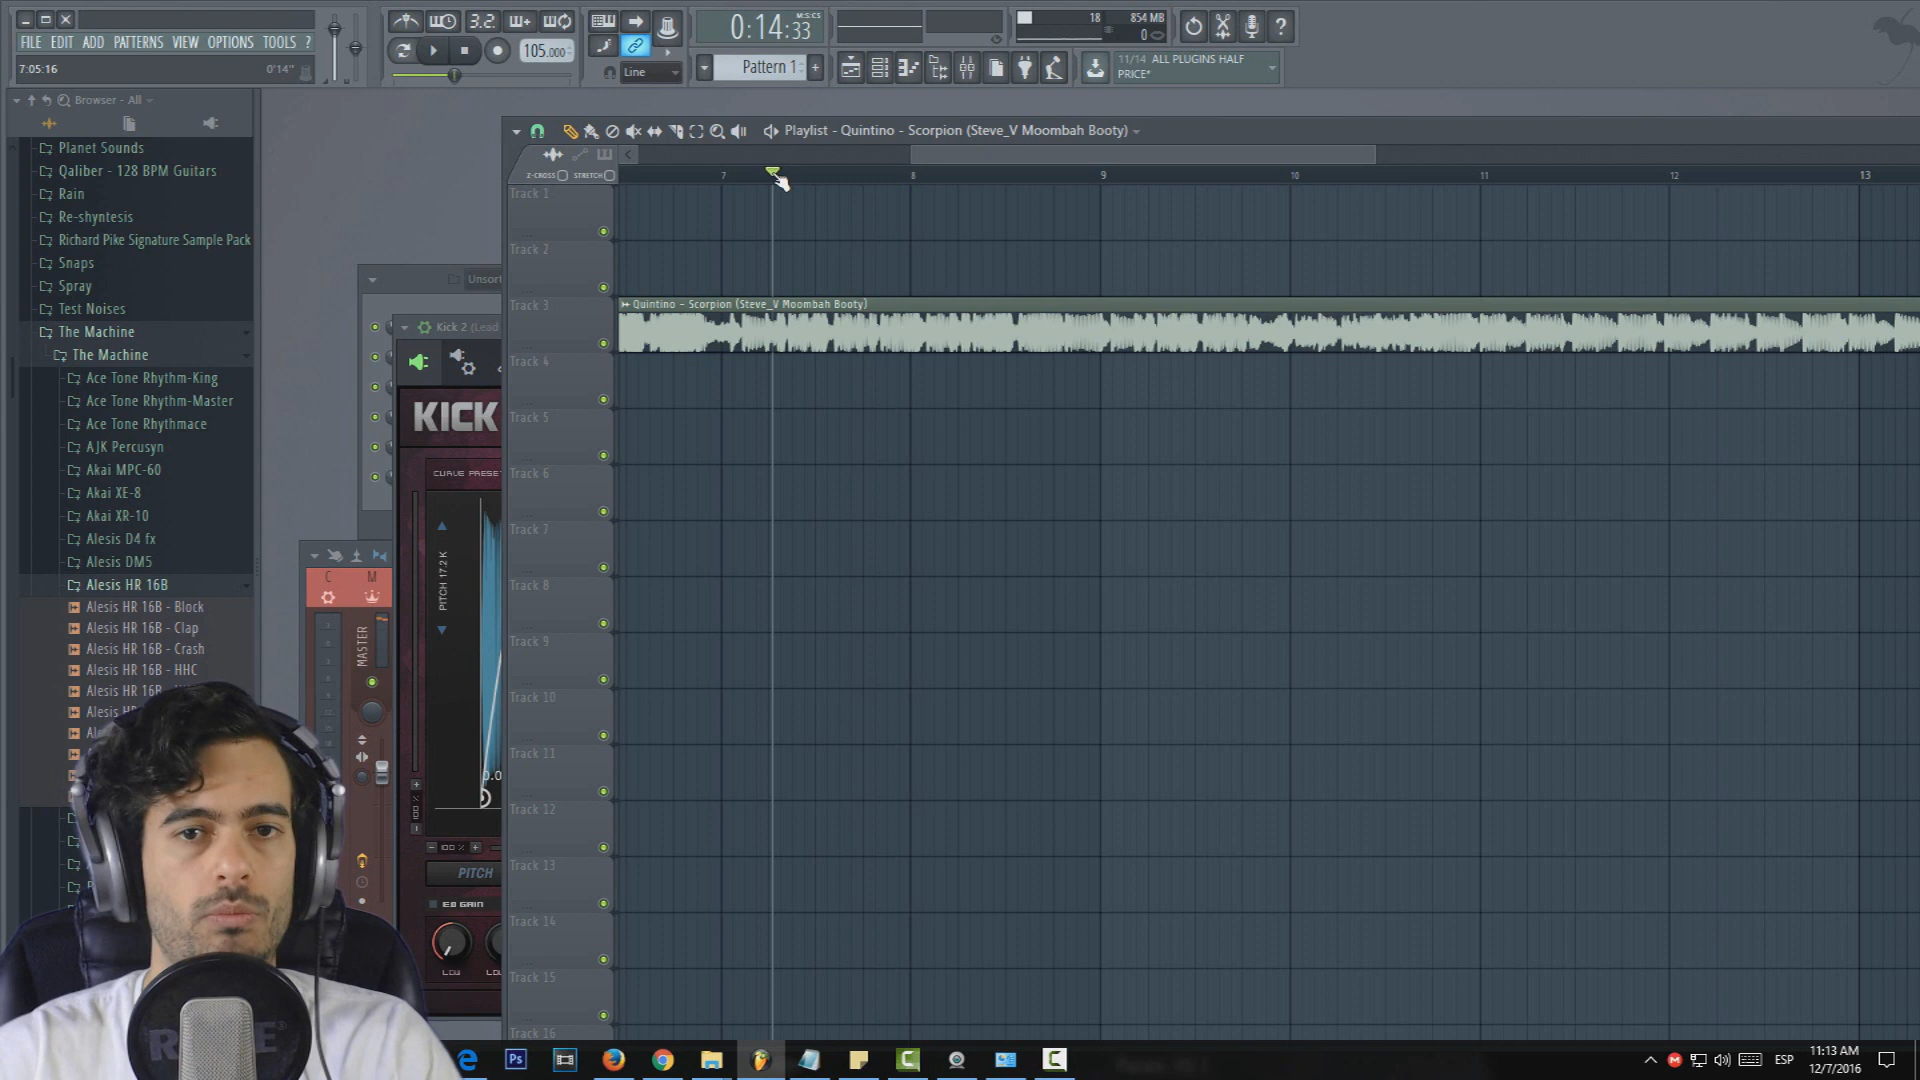 FILE EDIT ADD PATTERNS VIEW OPTIONS TOOLS ?
7:05:16
0'14"
3.2.
105.000
Line
0:14:33
M:S:CS
Pattern 1
18
854 MB
0
11/14 ALL PLUGINS HALF
PRICE*
Browser - All
Planet Sounds
Qaliber - 128 BPM Guitars
Rain
Re-shyntesis
Richard Pike Signature Sample Pack
Snaps
Spray
Test Noises
The Machine
The Machine
Ace Tone Rhythm-King
Ace Tone Rhythm-Master
Ace Tone Rhythmace
AJK Percusyn
Akai MPC-60
Akai XE-8
Akai XR-10
Alesis D4 fx
Alesis DM5
Alesis HR 16B
Alesis HR 16B - Block
Alesis HR 16B - Clap
Alesis HR 16B - Crash
Alesis HR 16B - HHC
Alesis HR 16B
Unsort
Kick 2 (Lead
KICK
CURVE PRESE
PITCH 17.2 K
0.0
100 %
PITCH
E.Q GAIN
LOW
C M
MASTER
Playlist - Quintino - Scorpion (Steve_V Moombah Booty)
Z-CROSS STRETCH
7 8 9 10 11 12 13
Track 1
Track 2
Track 3
Quintino - Scorpion (Steve_V Moombah Booty)
Track 4
Track 5
Track 6
Track 7
Track 8
Track 9
Track 10
Track 11
Track 12
Track 13
Track 14
Track 15
Track 16
RODE
Ps
ESP
11:13 AM
12/7/2016